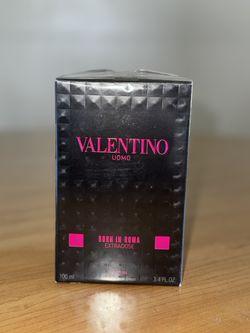 VALENTINO
UOMO
BORN IN ROMA
EXTRADOSE
100 ml
3.4 FL.OZ